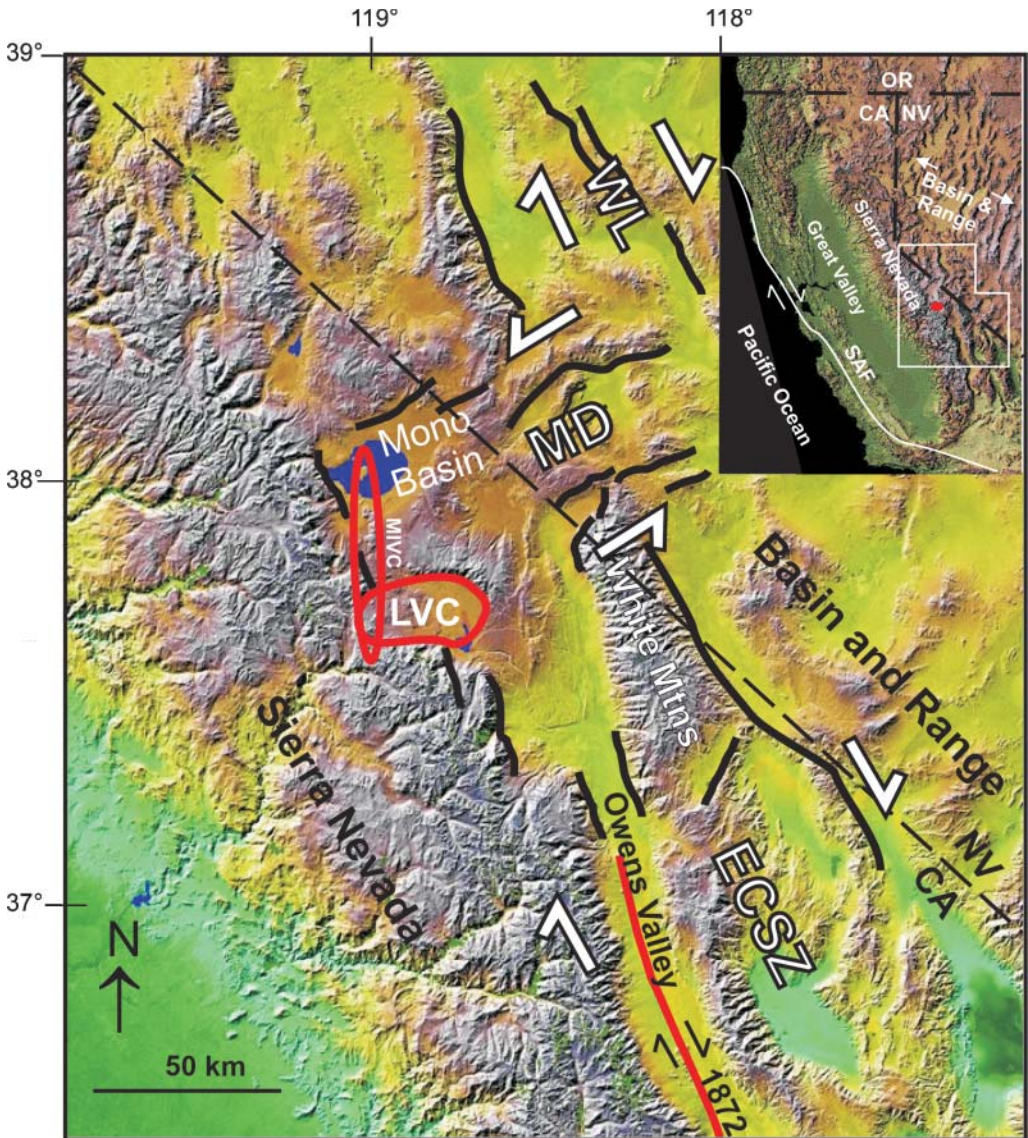 119°
118°
39°
OR
CA
NV
Basin &
Range
Sierra Nevada
Great Valley
SAF
Pacific Ocean
WL
MD
Mono
Basin
38°
MIVC
LVC
White Mtns
Basin and Range
Sierra Nevada
Owens Valley
ECSZ
NV
CA
37°
N
50 km
1872